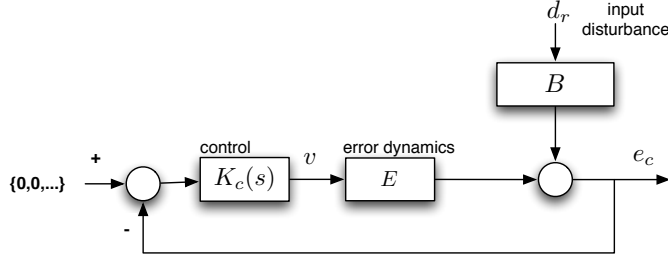 d_r
input
disturbance
B
control
v
error dynamics
e_c
+
{0,0,...}
K_c(s)
E
-